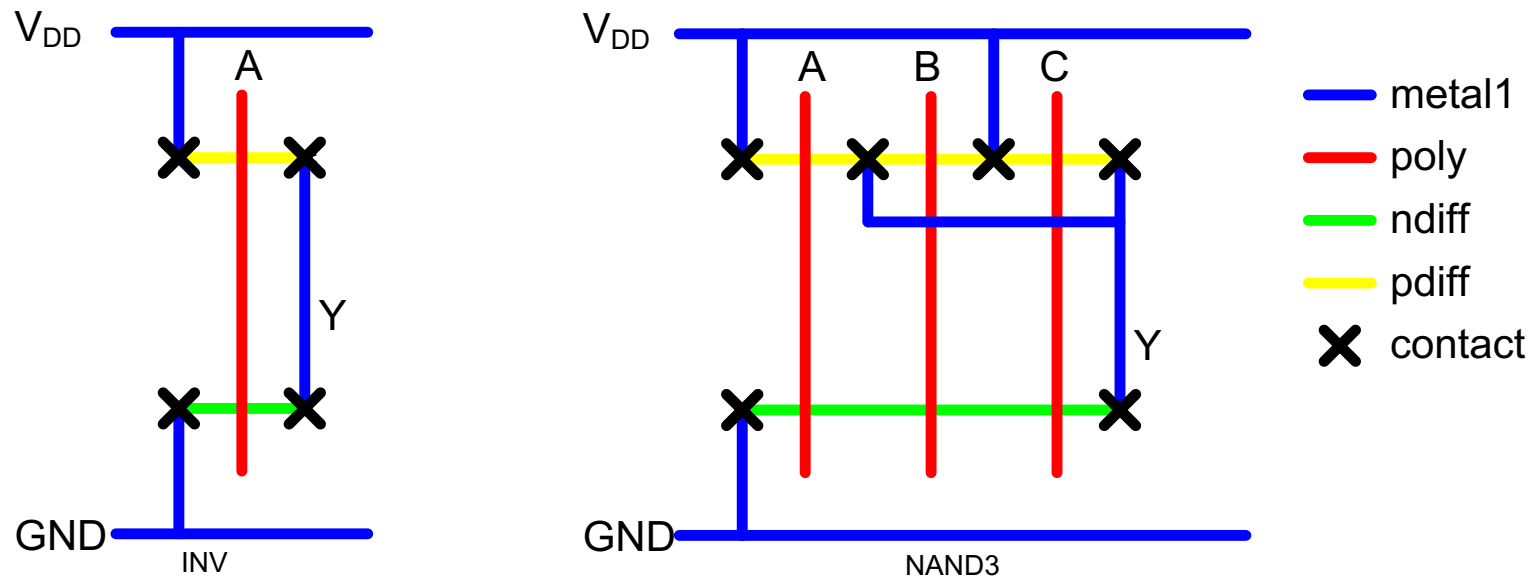 VDD
A
Y
GND
INV
VDD
A B C
Y
GND
NAND3
metal1
poly
ndiff
pdiff
contact